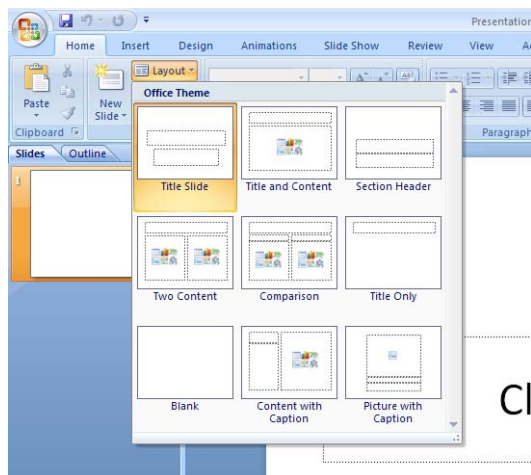 Presentation
Home Insert Design Animations Slide Show Review View A
Layout
Paste
New
Slide
Clipboard
Paragraph
Slides Outline
Office Theme
1
Title Slide Title and Content Section Header
Two Content Comparison Title Only
Blank Content with
Caption Picture with
Caption
Cl